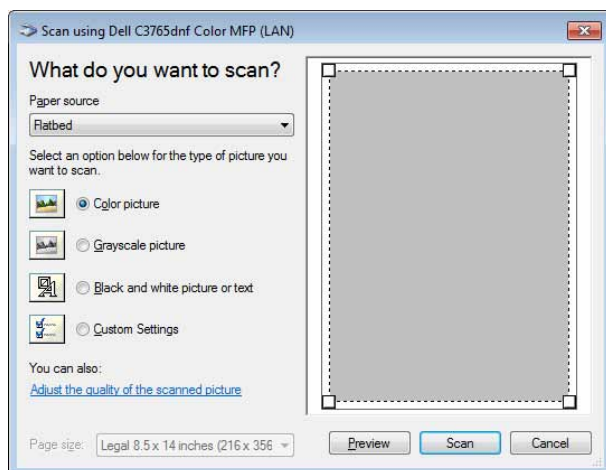 Scan using Dell C3765dnf Color MFP (LAN)
What do you want to scan?
Paper source
Flatbed
Select an option below for the type of picture you
want to scan.
Color picture
Grayscale picture
Black and white picture or text
Custom Settings
You can also:
Adjust the quality of the scanned picture
Page size: Legal 8.5 x 14 inches (216 x 356
Preview Scan Cancel